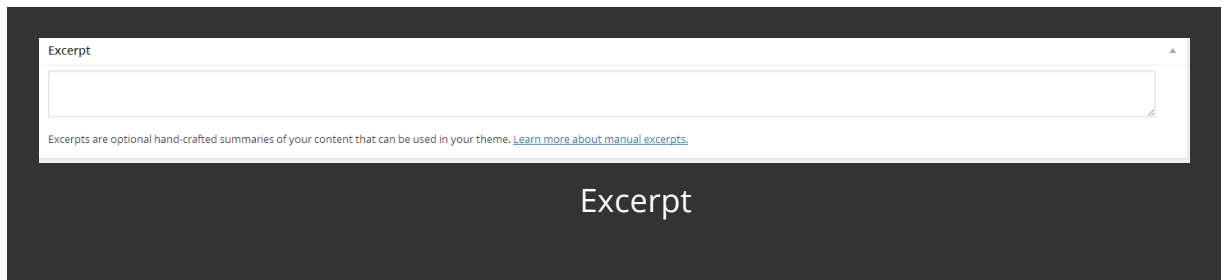 Excerpt
Excerpts are optional hand-crafted summaries of your content that can be used in your theme. Learn more about manual excerpts.
Excerpt